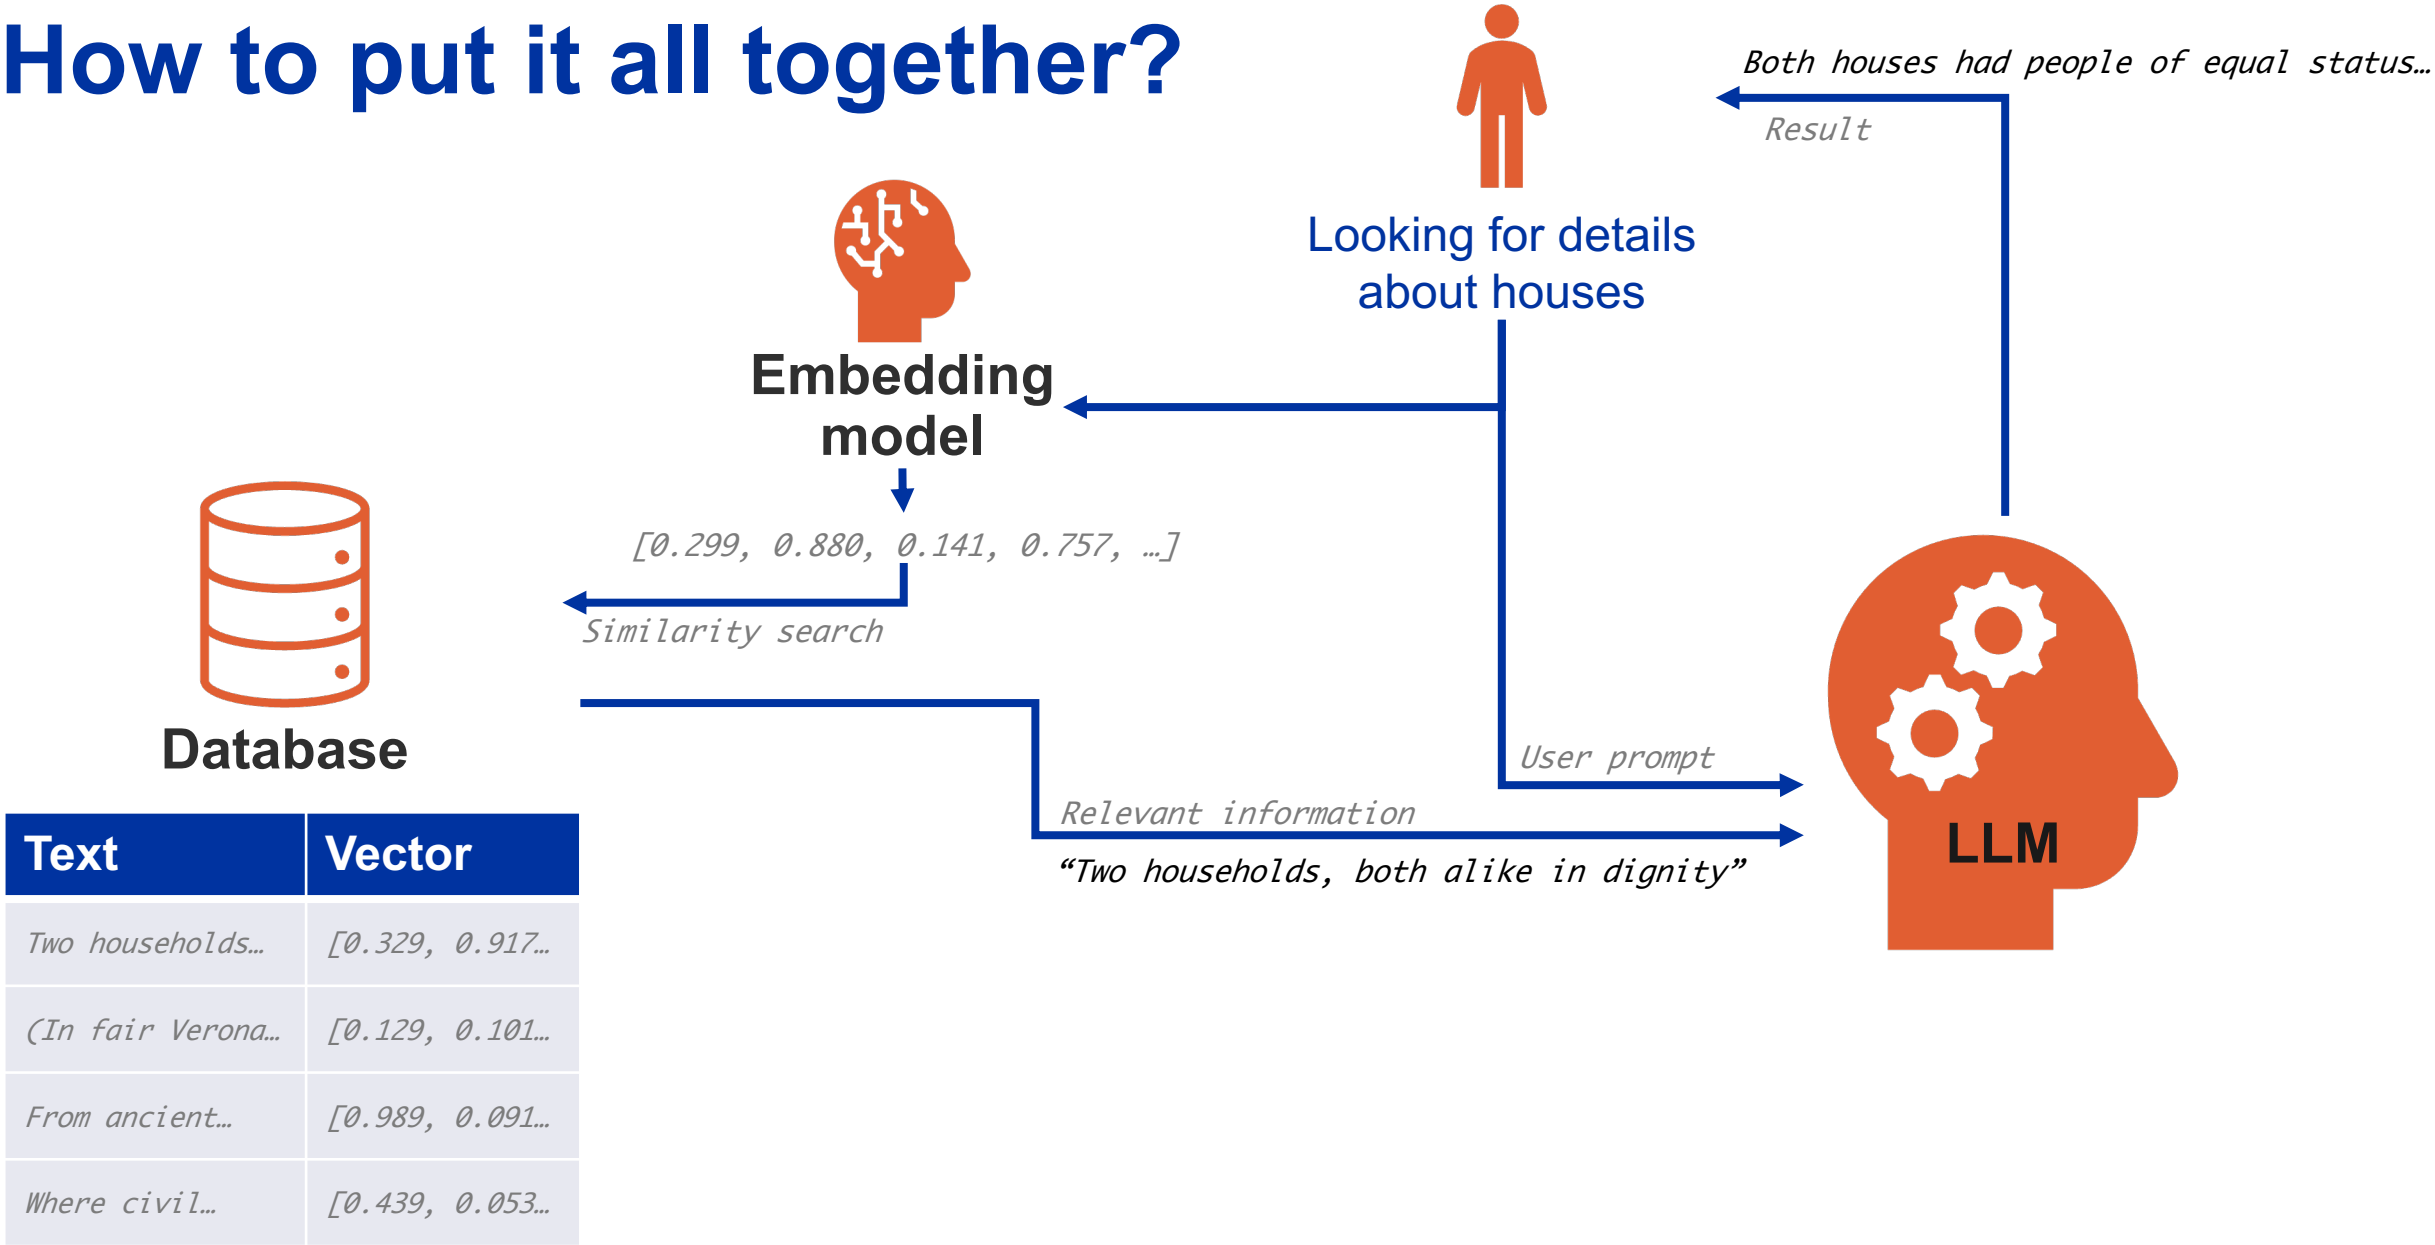 How to put it all together?
Both houses had people of equal status…
Result
Looking for details
about houses
Embedding
model
[0.299, 0.880, 0.141, 0.757, …]
Similarity search
Database
User prompt
Relevant information
“Two households, both alike in dignity”
LLM
Text Vector
Two households… [0.329, 0.917…
(In fair Verona… [0.129, 0.101…
From ancient… [0.989, 0.091…
Where civil… [0.439, 0.053…